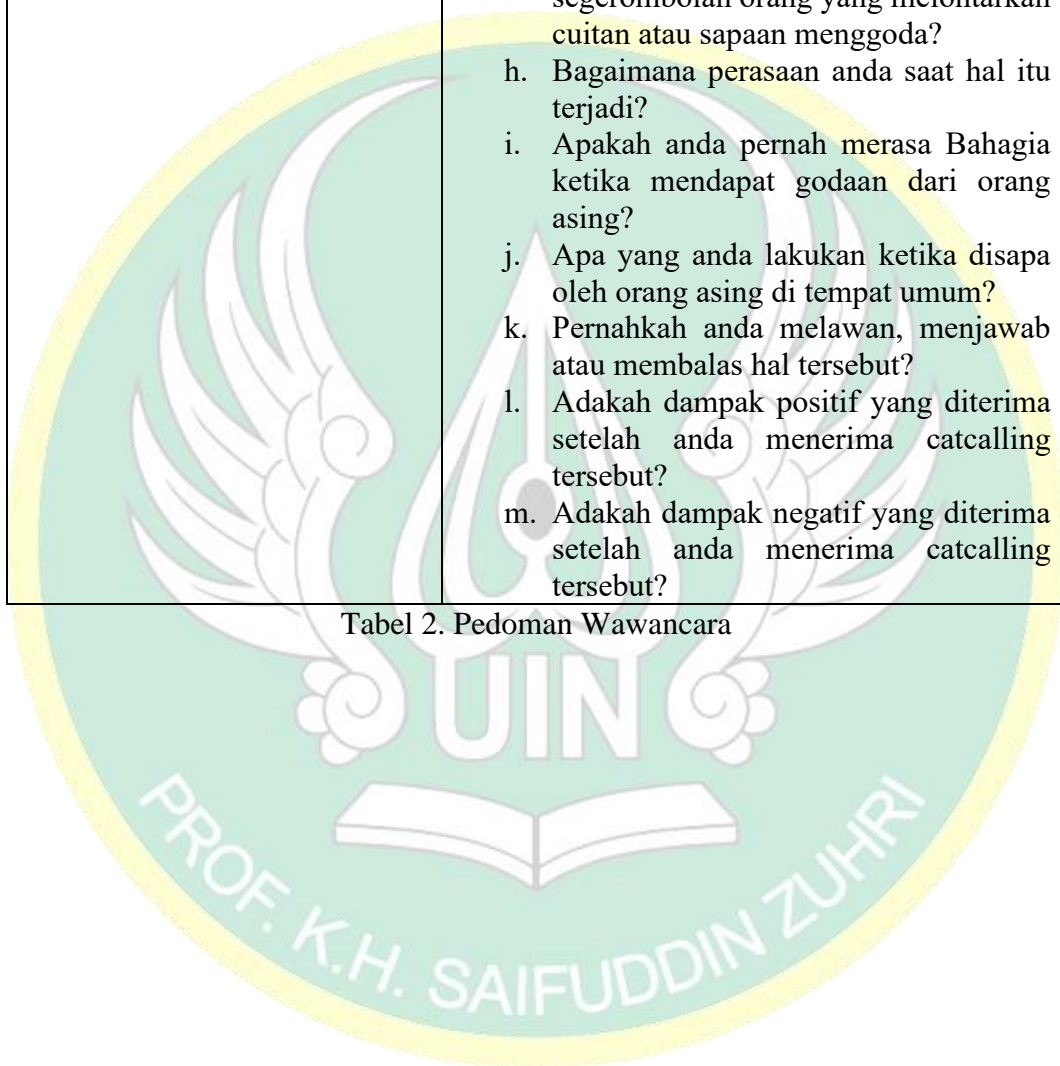 segerombolan orang yang melontarkan
cuitan atau sapaan menggoda?
h. Bagaimana perasaan anda saat hal itu
terjadi?
i. Apakah anda pernah merasa Bahagia
ketika mendapat godaan dari orang
asing?
j. Apa yang anda lakukan ketika disapa
oleh orang asing di tempat umum?
k. Pernahkah anda melawan, menjawab
atau membalas hal tersebut?
l. Adakah dampak positif yang diterima
setelah anda menerima catcalling
tersebut?
m. Adakah dampak negatif yang diterima
setelah anda menerima catcalling
tersebut?
Tabel 2. Pedoman Wawancara
UIN
PROF. K.H. SAIFUDDIN ZUHRI